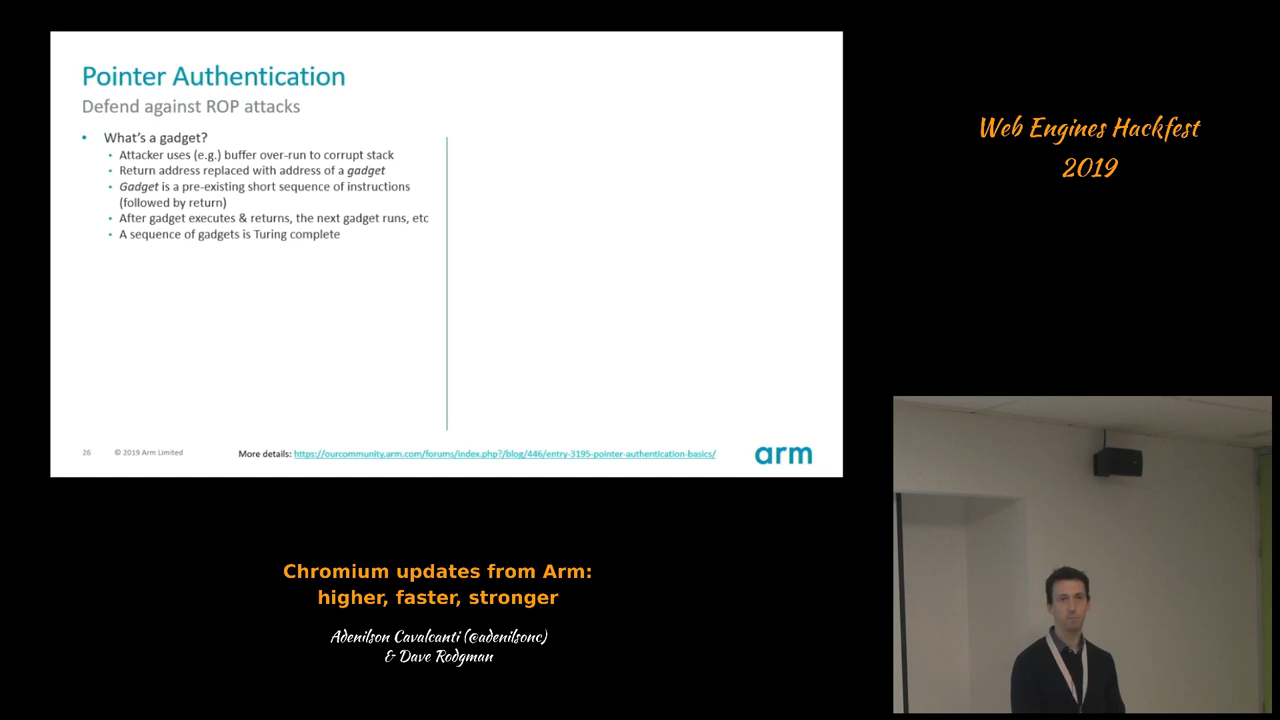 Pointer Authentication
Defend against ROP attacks
• What's a gadget?
• Attacker uses (e.g.) buffer over-run to corrupt stack
• Return address replaced with address of a gadget
• Gadget is a pre-existing short sequence of instructions
(followed by return)
• After gadget executes & returns, the next gadget runs, etc
• A sequence of gadgets is Turing complete
26 © 2019 Arm Limited More details: https://ourcommunity.arm.com/forums/index.php?/blog/446/entry-3195-pointer-authentication-basics/ arm
Web Engines Hackfest
2019
Chromium updates from Arm:
higher, faster, stronger
Adenilson Cavalcanti (@adenilsonc)
& Dave Rodgman